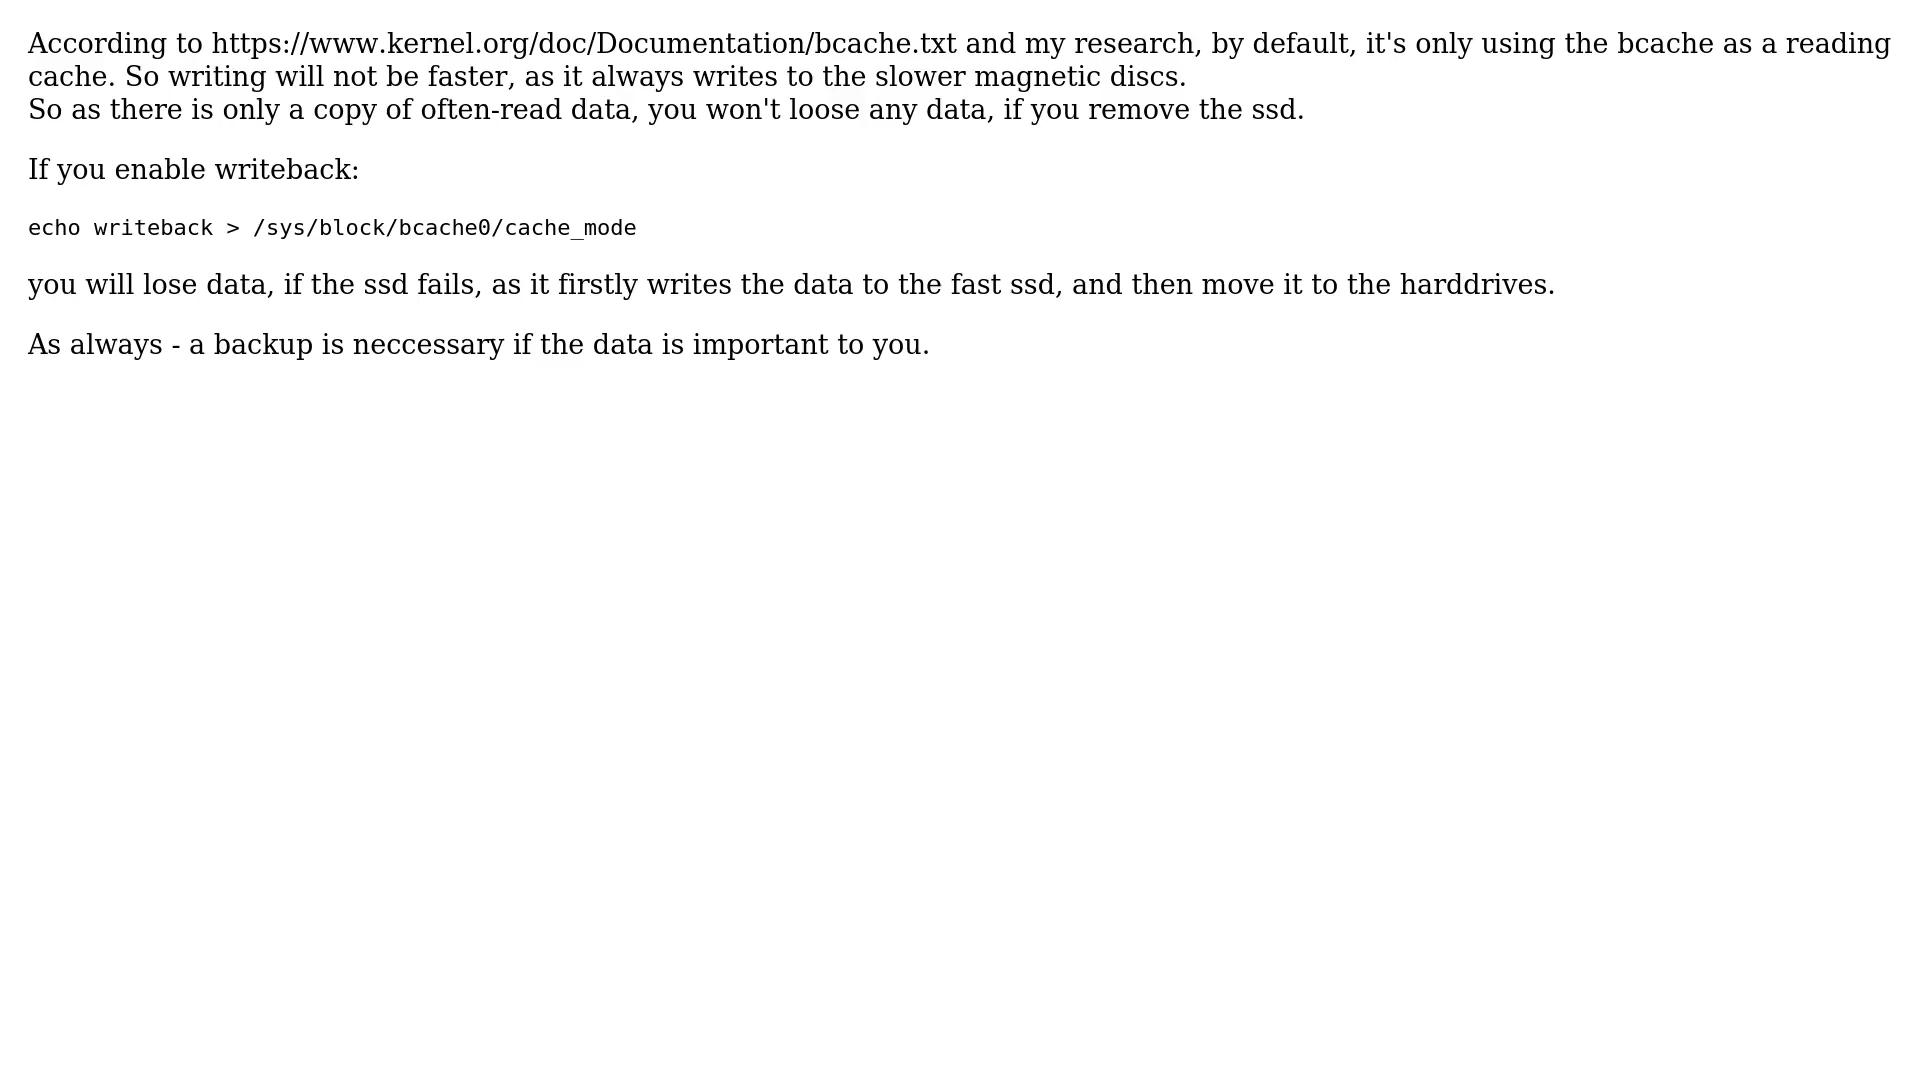 According to https://www.kernel.org/doc/Documentation/bcache.txt and my research, by default, it's only using the bcache as a reading
cache. So writing will not be faster, as it always writes to the slower magnetic discs.
So as there is only a copy of often-read data, you won't loose any data, if you remove the ssd.
If you enable writeback:
echo writeback > /sys/block/bcache0/cache_mode
you will lose data, if the ssd fails, as it firstly writes the data to the fast ssd, and then move it to the harddrives.
As always - a backup is neccessary if the data is important to you.